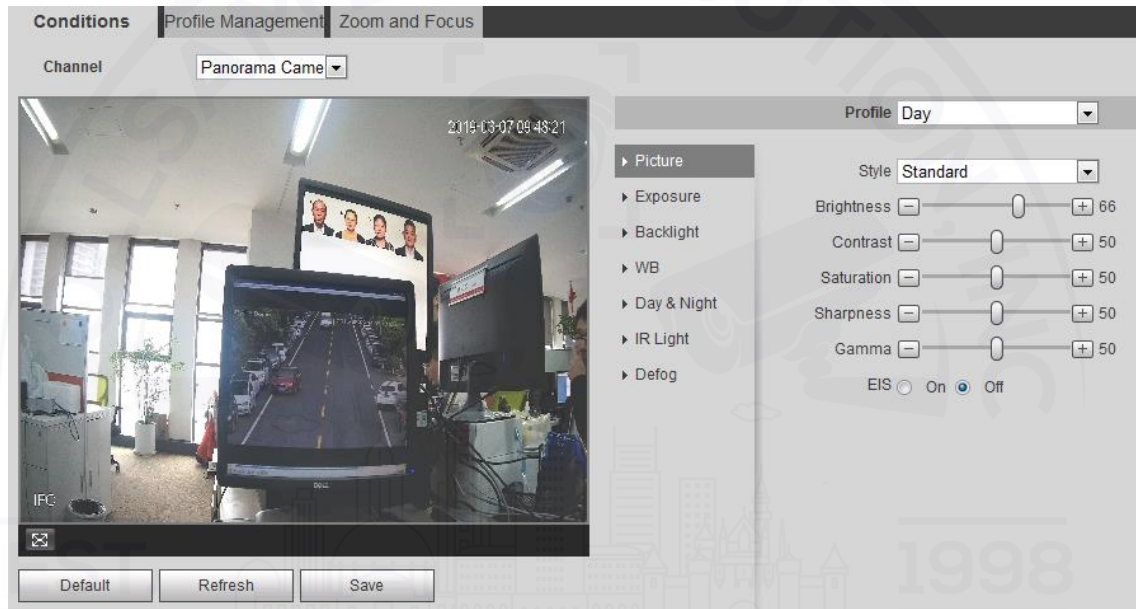 Conditions Profile Management Zoom and Focus
Channel Panorama Came
2019-03-07 09:48:21
IPC
Default Refresh Save
Profile Day
Picture
Exposure
Backlight
WB
Day & Night
IR Light
Defog
Style Standard
Brightness 66
Contrast 50
Saturation 50
Sharpness 50
Gamma 50
EIS On Off
DELL
EST 1998